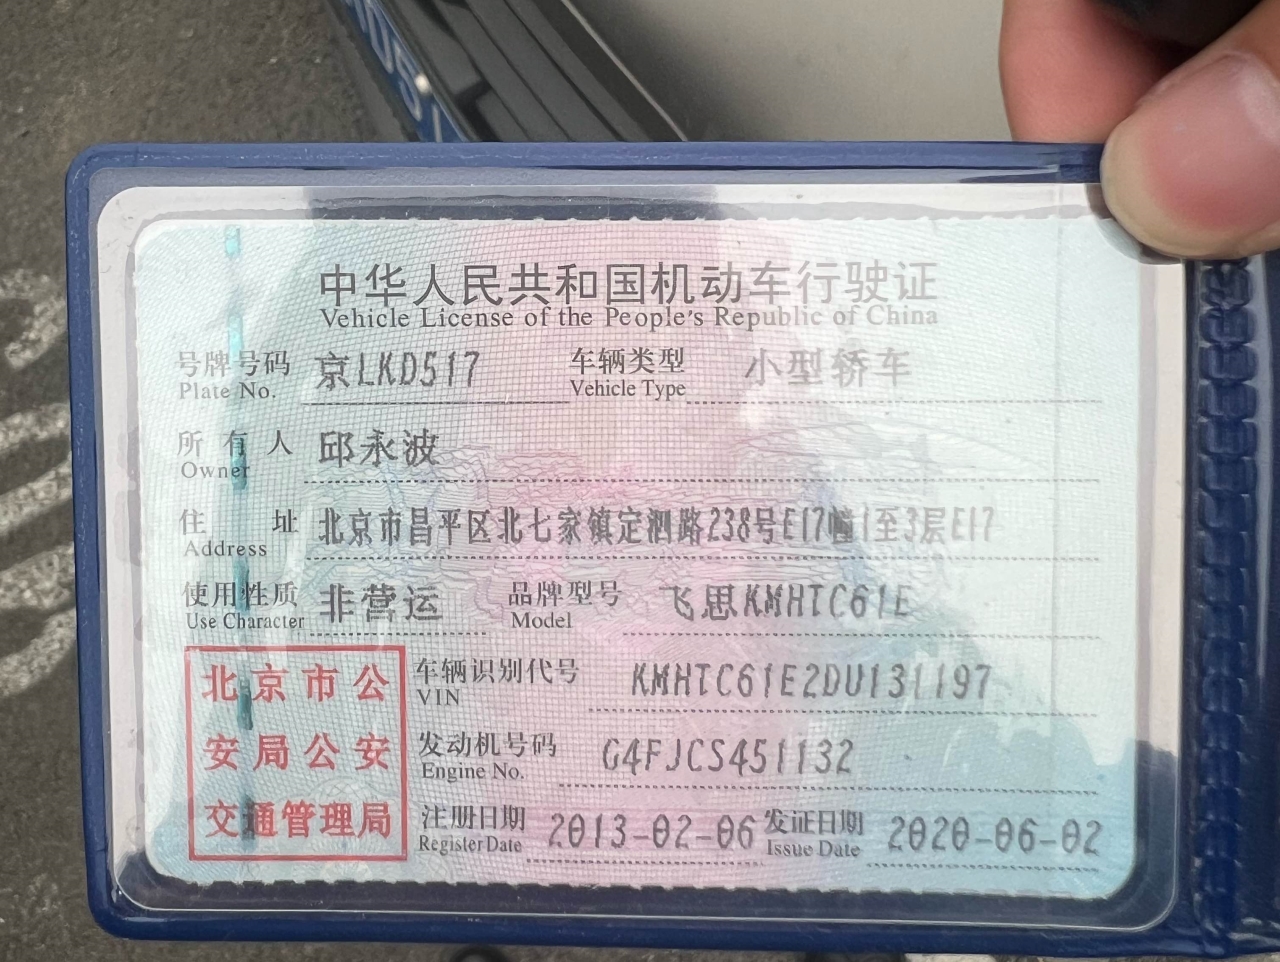 中华人民共和国机动车行驶证
Vehicle License of the People's Republic of China
号牌号码 京LKD517 车辆类型 小型轿车
Plate No. Vehicle Type
所有人 邱永波
Owner
住址 北京市昌平区北七家镇定泗路238号E17幢1至3层E17
Address
使用性质 非营运 品牌型号 飞思KMHTC61E
Use Character Model
北京市公
安局公安
交通管理局
车辆识别代号 KMHTC61E2DU131197
VIN
发动机号码 G4FJCS451132
Engine No.
注册日期 2013-02-06 发证日期 2020-06-02
Register Date Issue Date